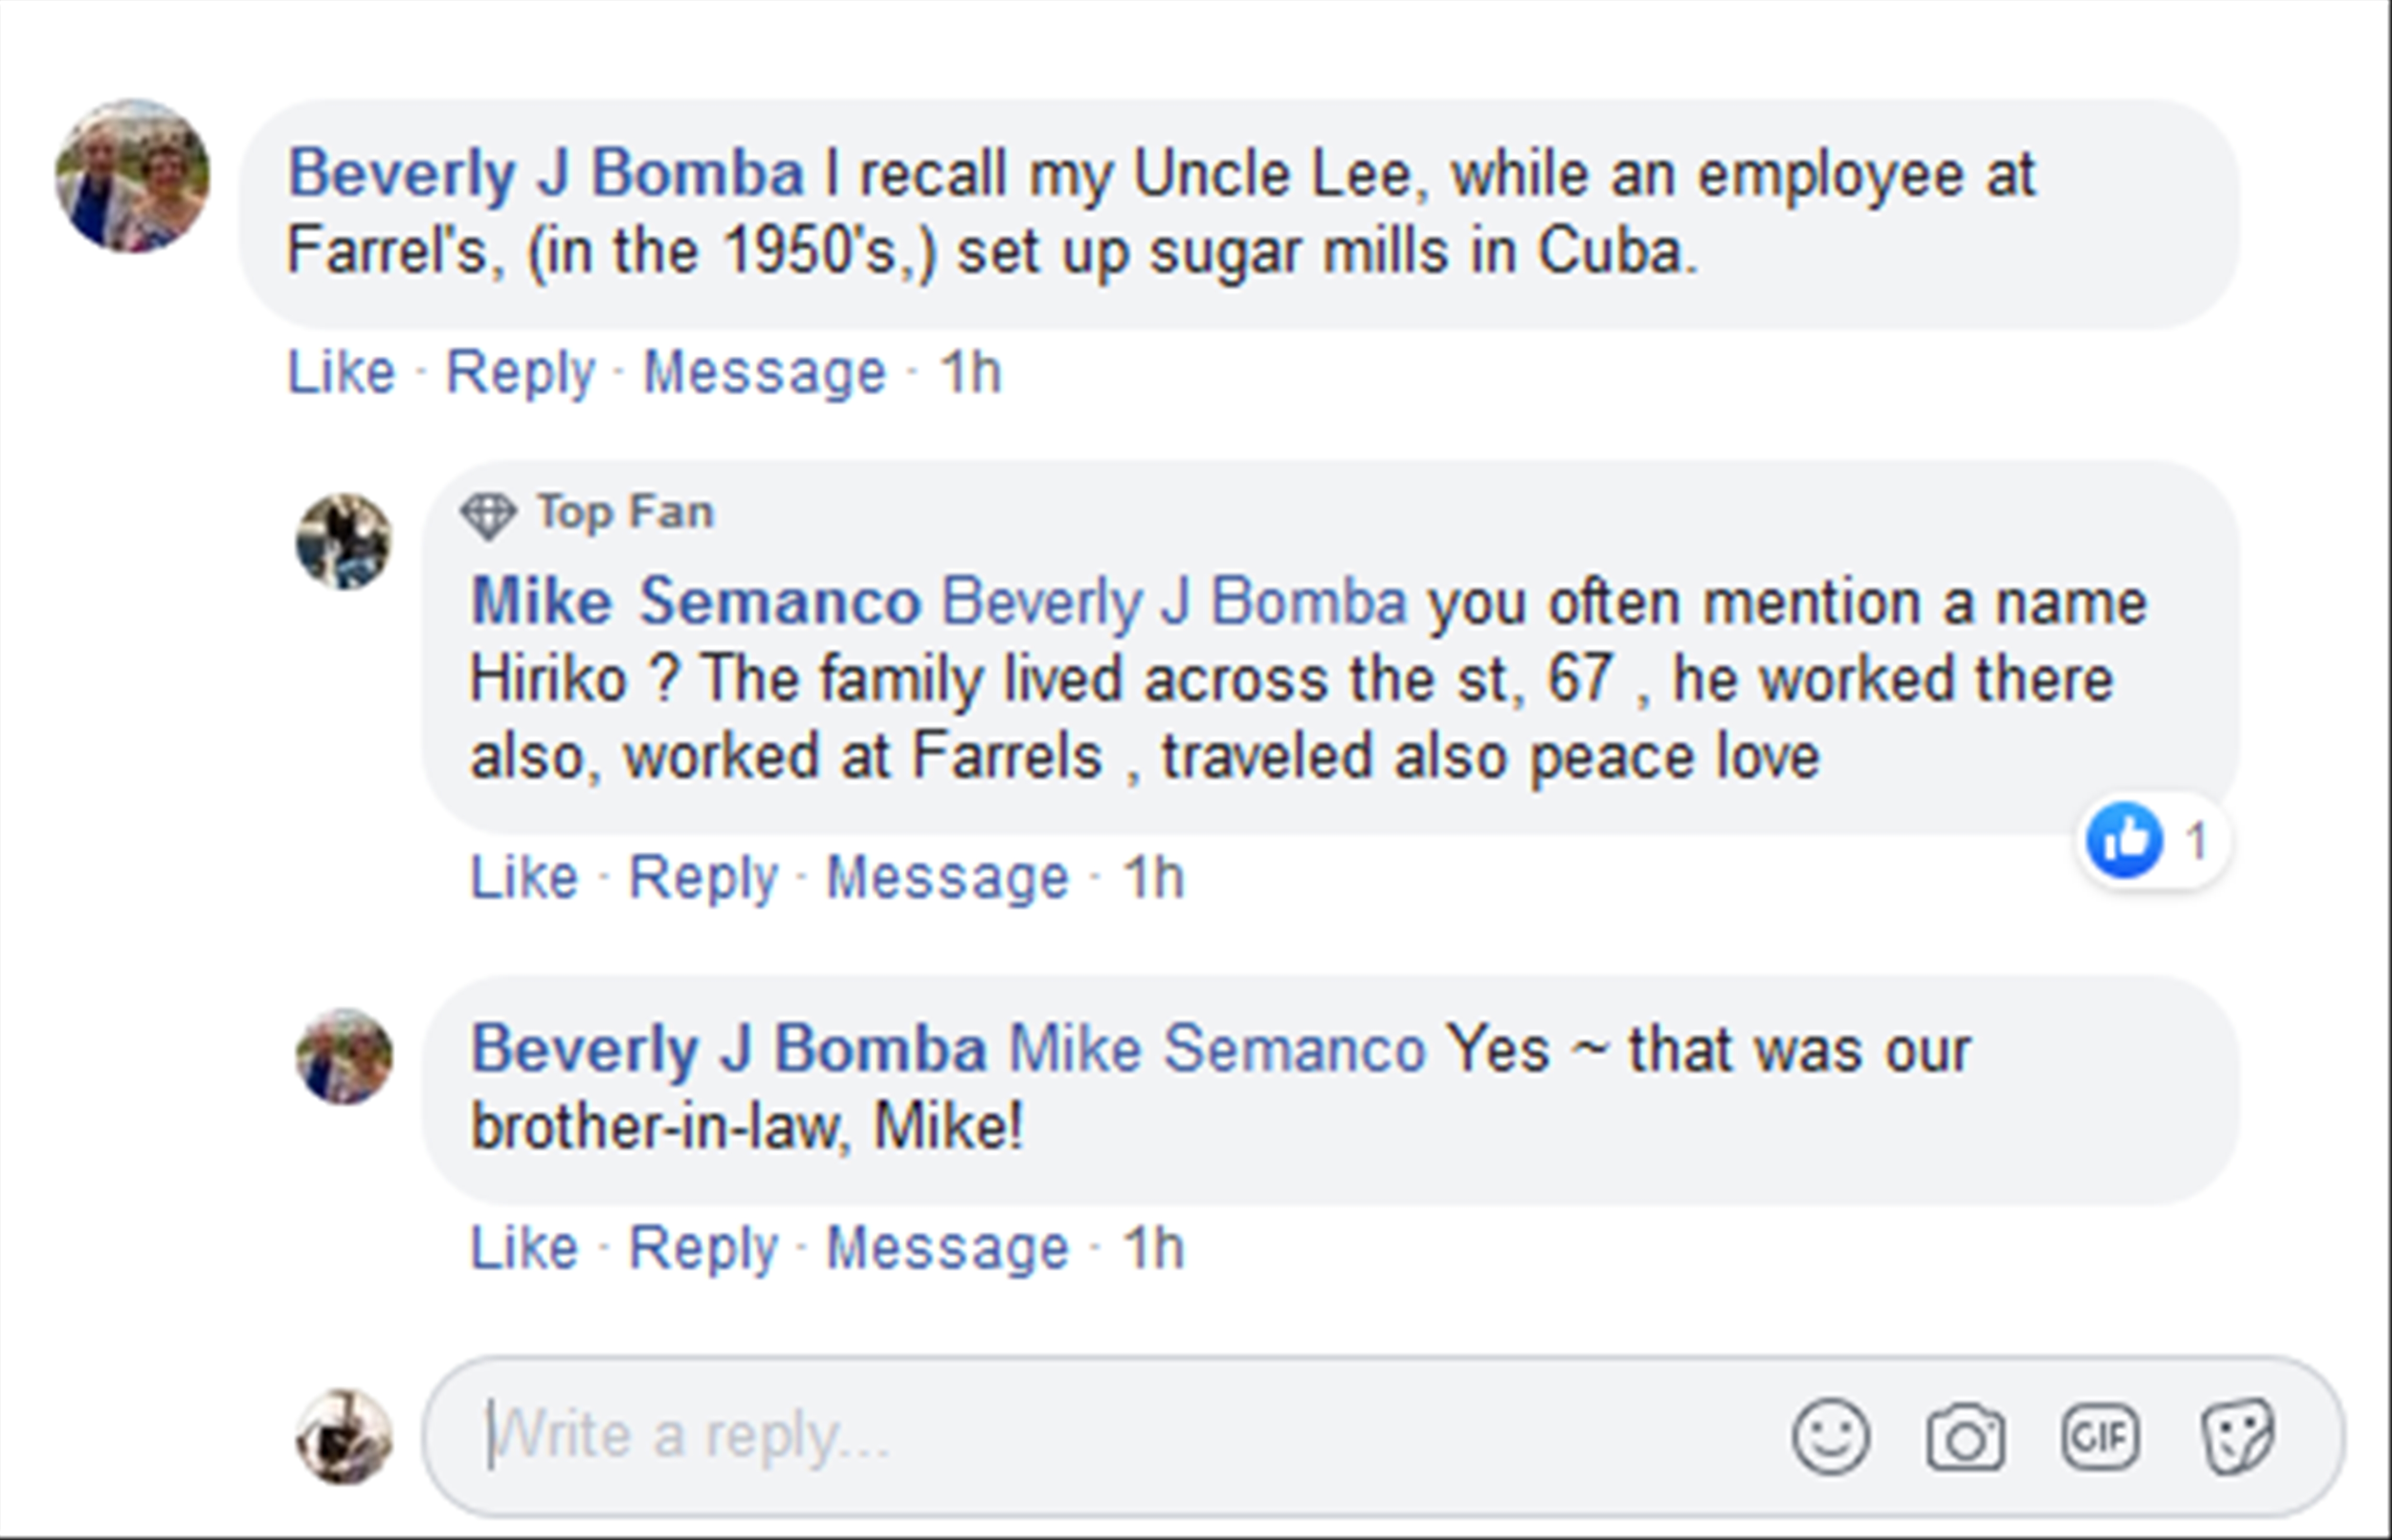 Beverly J Bomba I recall my Uncle Lee, while an employee at
Farrel's, (in the 1950's,) set up sugar mills in Cuba.
Like · Reply · Message · 1h
Top Fan
Mike Semanco Beverly J Bomba you often mention a name
Hiriko ? The family lived across the st, 67 , he worked there
also, worked at Farrels , traveled also peace love
1
Like · Reply · Message · 1h
Beverly J Bomba Mike Semanco Yes ~ that was our
brother-in-law, Mike!
Like · Reply · Message · 1h
Write a reply...
GIF